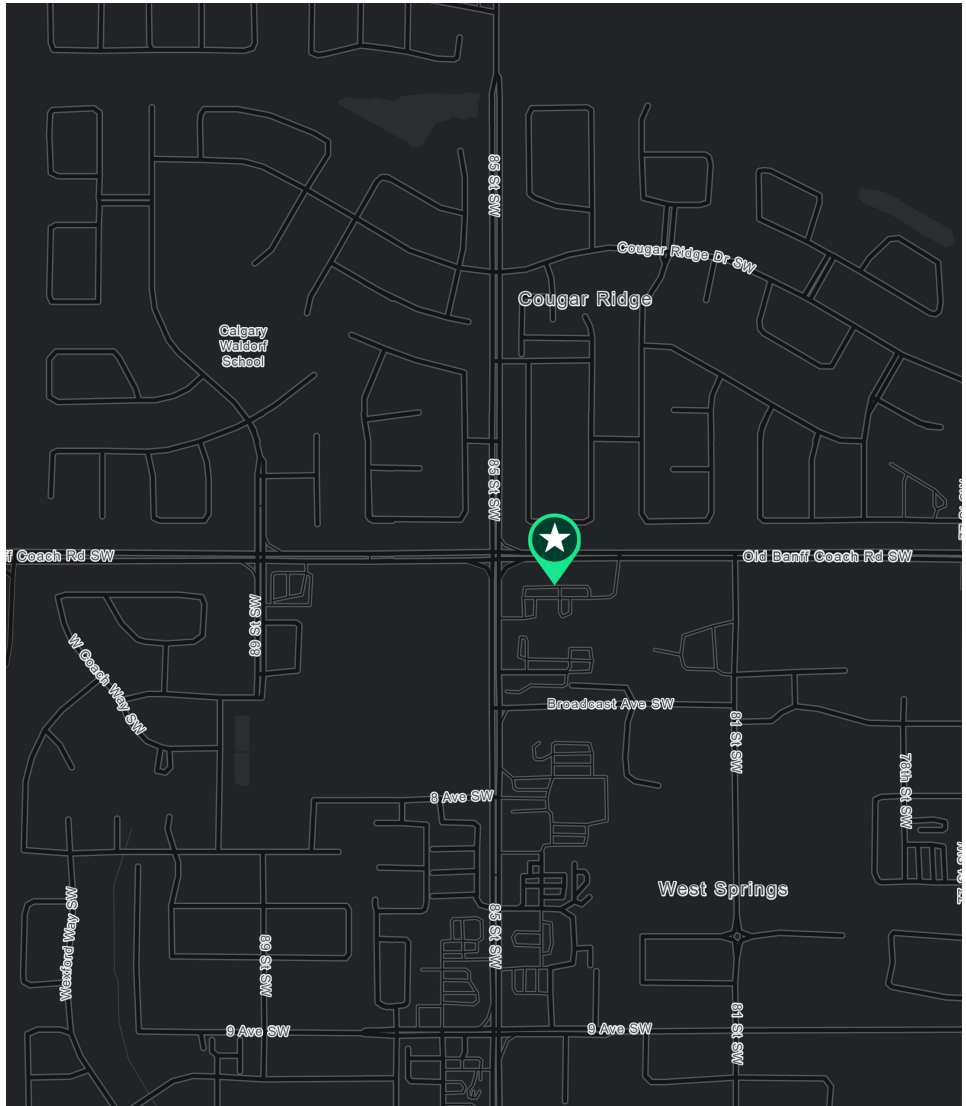 85 St SW
Cougar Ridge Dr SW
Cougar Ridge
Calgary
Waldorf
School
85 St SW
ff Coach Rd SW
Old Banff Coach Rd SW
89 St SW
W Coach Way SW
Broadcast Ave SW
81 St SW
78th St SW
8 Ave SW
West Springs
Wexford Way SW
85 St SW
89 St SW
9 Ave SW
9 Ave SW
81 St SW